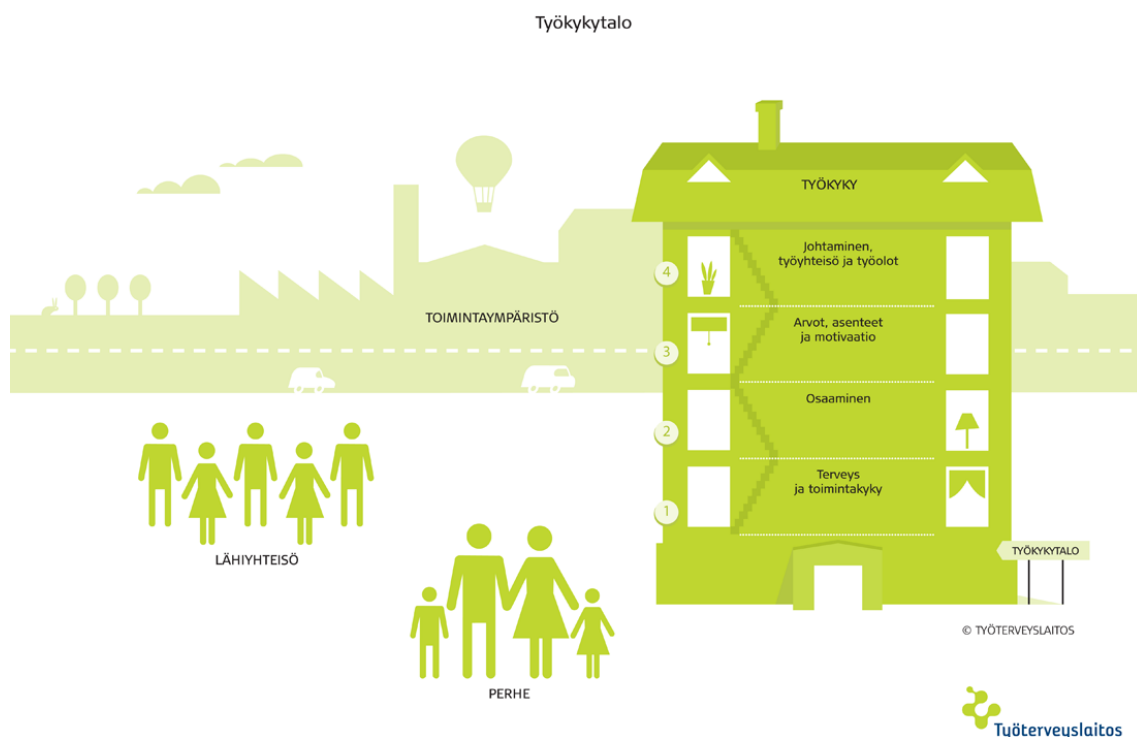 Työkykytalo
TYÖKYKY
Johtaminen,
työyhteisö ja työolot
4
TOIMINTAYMPÄRISTÖ
Arvot, asenteet
ja motivaatio
3
Osaaminen
2
Terveys
ja toimintakyky
1
LÄHIYHTEISÖ
TYÖKYKYTALO
© TYÖTERVEYSLAITOS
PERHE
Työterveyslaitos